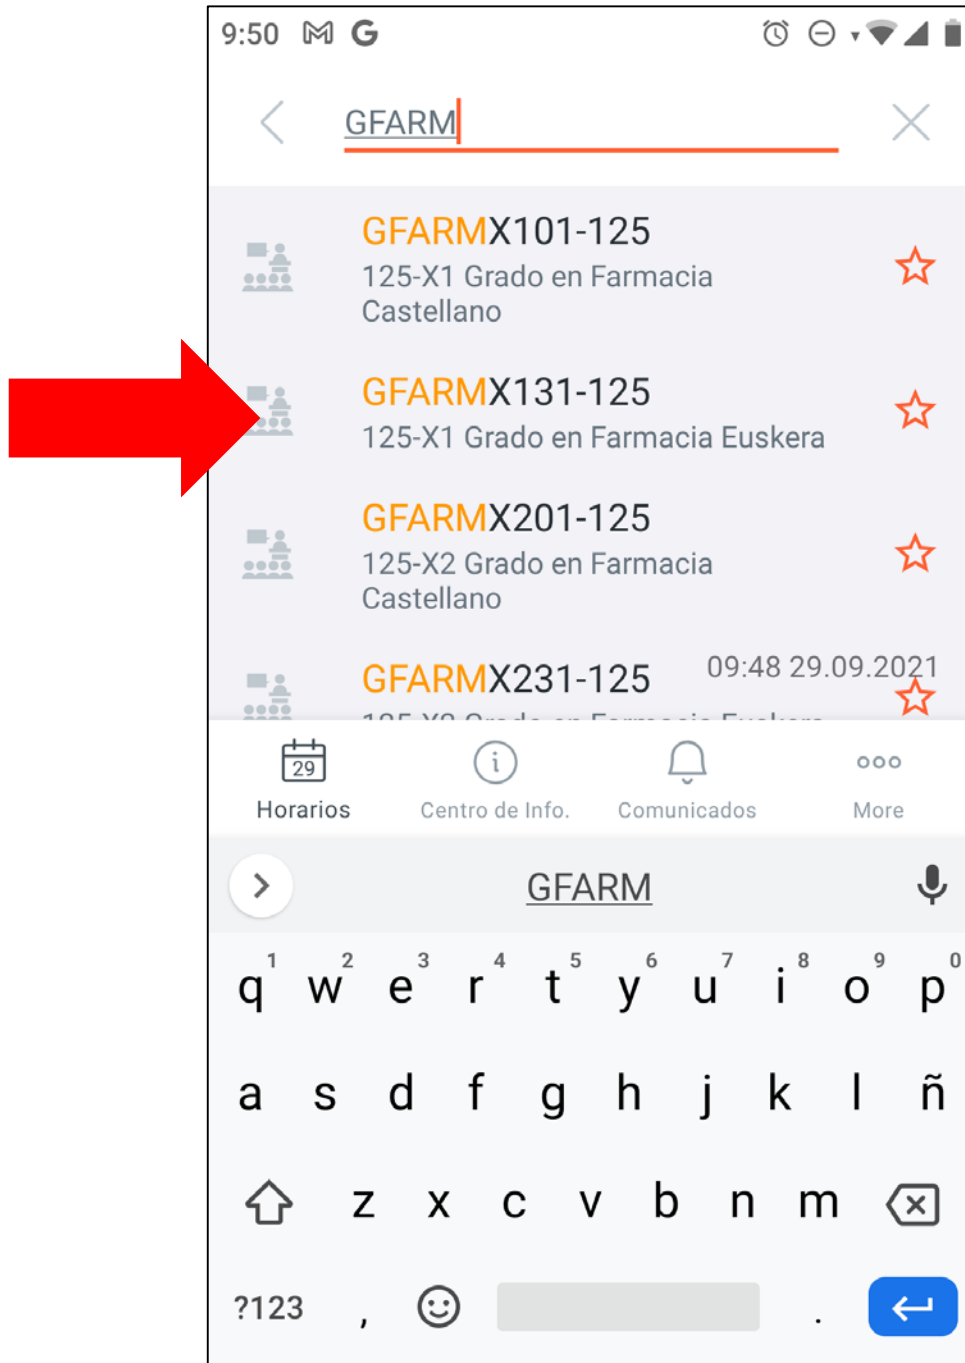 9:50
GFARM
GFARMX101-125
125-X1 Grado en Farmacia
Castellano
GFARMX131-125
125-X1 Grado en Farmacia Euskera
GFARMX201-125
125-X2 Grado en Farmacia
Castellano
GFARMX231-125
09:48 29.09.2021
29
Horarios
Centro de Info.
Comunicados
More
GFARM
1 2 3 4 5 6 7 8 9 0
q w e r t y u i o p
a s d f g h j k l ñ
z x c v b n m
?123 , .